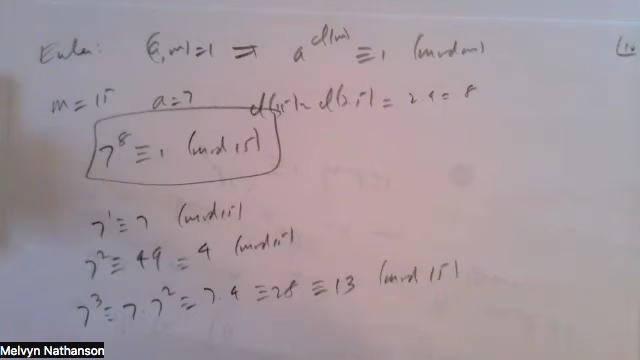 Euler: (a,m)=1 ⇒ a^φ(m) ≡ 1 (mod m)
m=15 a=7 φ(15)=φ(3·5)=2·4=8
7^8 ≡ 1 (mod 15)
7^1 ≡ 7 (mod 15)
7^2 ≡ 49 ≡ 4 (mod 15)
7^3 ≡ 7·7^2 ≡ 7·4 ≡ 28 ≡ 13 (mod 15)
Melvyn Nathanson